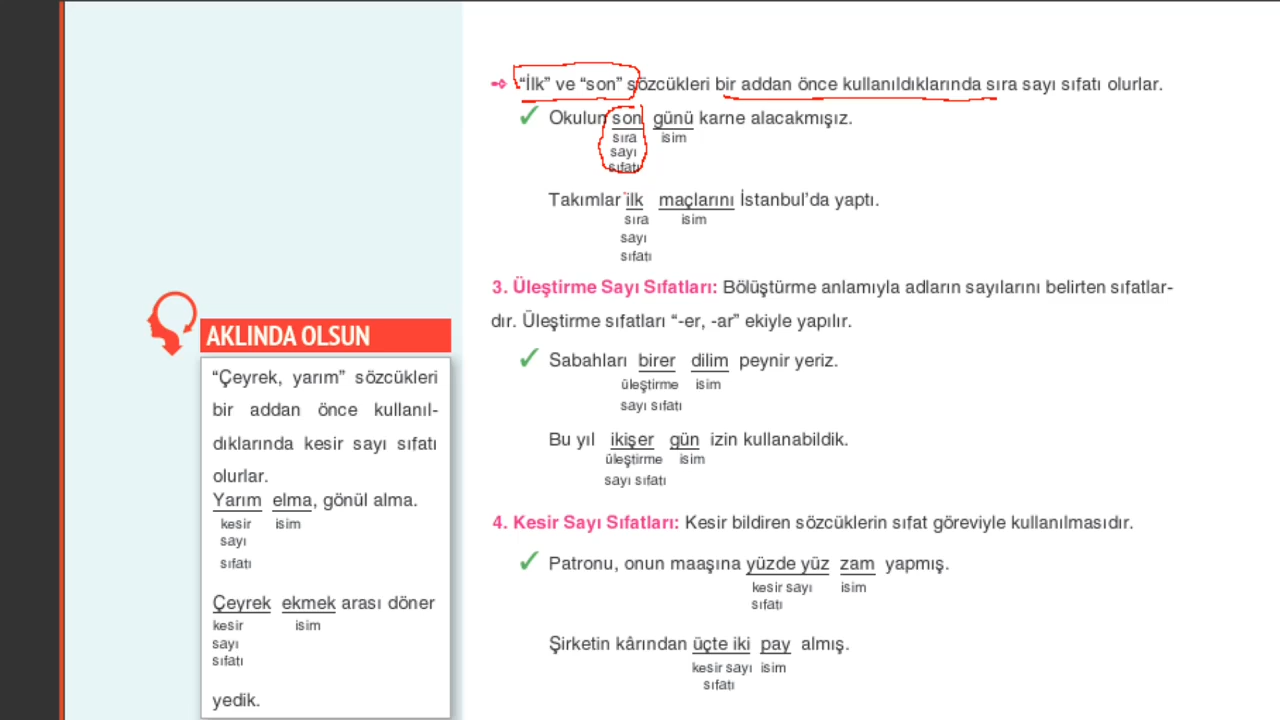 "İlk" ve "son" sözcükleri bir addan önce kullanıldıklarında sıra sayı sıfatı olurlar.
✓ Okulun son günü karne alacakmışız.
sıra isim
sayı
sıfatı
Takımlar ilk maçlarını İstanbul'da yaptı.
sıra isim
sayı
sıfatı
3. Üleştirme Sayı Sıfatları: Bölüştürme anlamıyla adların sayılarını belirten sıfatlar-
dır. Üleştirme sıfatları "-er, -ar" ekiyle yapılır.
✓ Sabahları birer dilim peynir yeriz.
üleştirme isim
sayı sıfatı
Bu yıl ikişer gün izin kullanabildik.
üleştirme isim
sayı sıfatı
4. Kesir Sayı Sıfatları: Kesir bildiren sözcüklerin sıfat göreviyle kullanılmasıdır.
✓ Patronu, onun maaşına yüzde yüz zam yapmış.
kesir sayı isim
sıfatı
Şirketin kârından üçte iki pay almış.
kesir sayı isim
sıfatı
AKLINDA OLSUN
"Çeyrek, yarım" sözcükleri
bir addan önce kullanıl-
dıklarında kesir sayı sıfatı
olurlar.
Yarım elma, gönül alma.
kesir isim
sayı
sıfatı
Çeyrek ekmek arası döner
kesir isim
sayı
sıfatı
yedik.